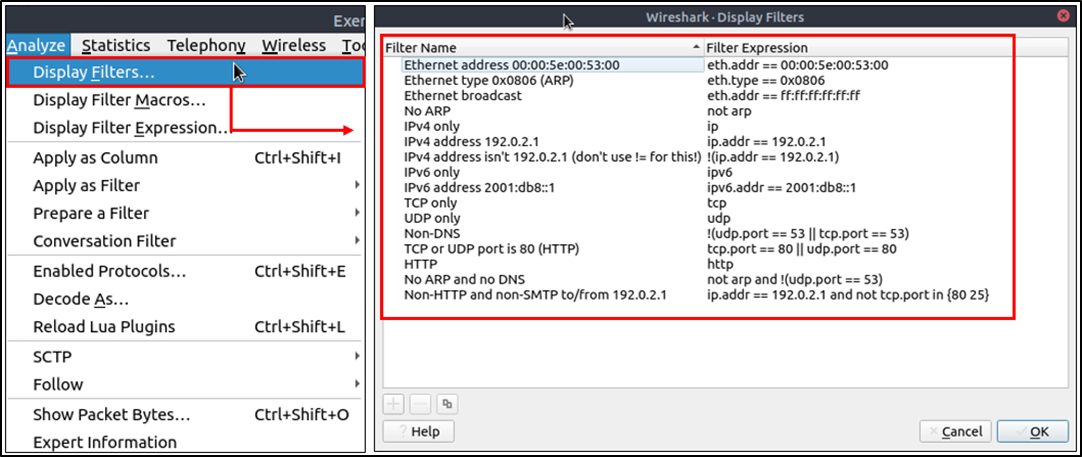 Exer
Analyze Statistics Telephony Wireless Too
Display Filters...
Display Filter Macros...
Display Filter Expression...
Apply as Column Ctrl+Shift+I
Apply as Filter
Prepare a Filter
Conversation Filter
Enabled Protocols... Ctrl+Shift+E
Decode As...
Reload Lua Plugins Ctrl+Shift+L
SCTP
Follow
Show Packet Bytes... Ctrl+Shift+O
Expert Information
Wireshark · Display Filters
Filter Name Filter Expression
Ethernet address 00:00:5e:00:53:00 eth.addr == 00:00:5e:00:53:00
Ethernet type 0x0806 (ARP) eth.type == 0x0806
Ethernet broadcast eth.addr == ff:ff:ff:ff:ff:ff
No ARP not arp
IPv4 only ip
IPv4 address 192.0.2.1 ip.addr == 192.0.2.1
IPv4 address isn't 192.0.2.1 (don't use != for this!) !(ip.addr == 192.0.2.1)
IPv6 only ipv6
IPv6 address 2001:db8::1 ipv6.addr == 2001:db8::1
TCP only tcp
UDP only udp
Non-DNS !(udp.port == 53 || tcp.port == 53)
TCP or UDP port is 80 (HTTP) tcp.port == 80 || udp.port == 80
HTTP http
No ARP and no DNS not arp and !(udp.port == 53)
Non-HTTP and non-SMTP to/from 192.0.2.1 ip.addr == 192.0.2.1 and not tcp.port in {80 25}
? Help Cancel OK